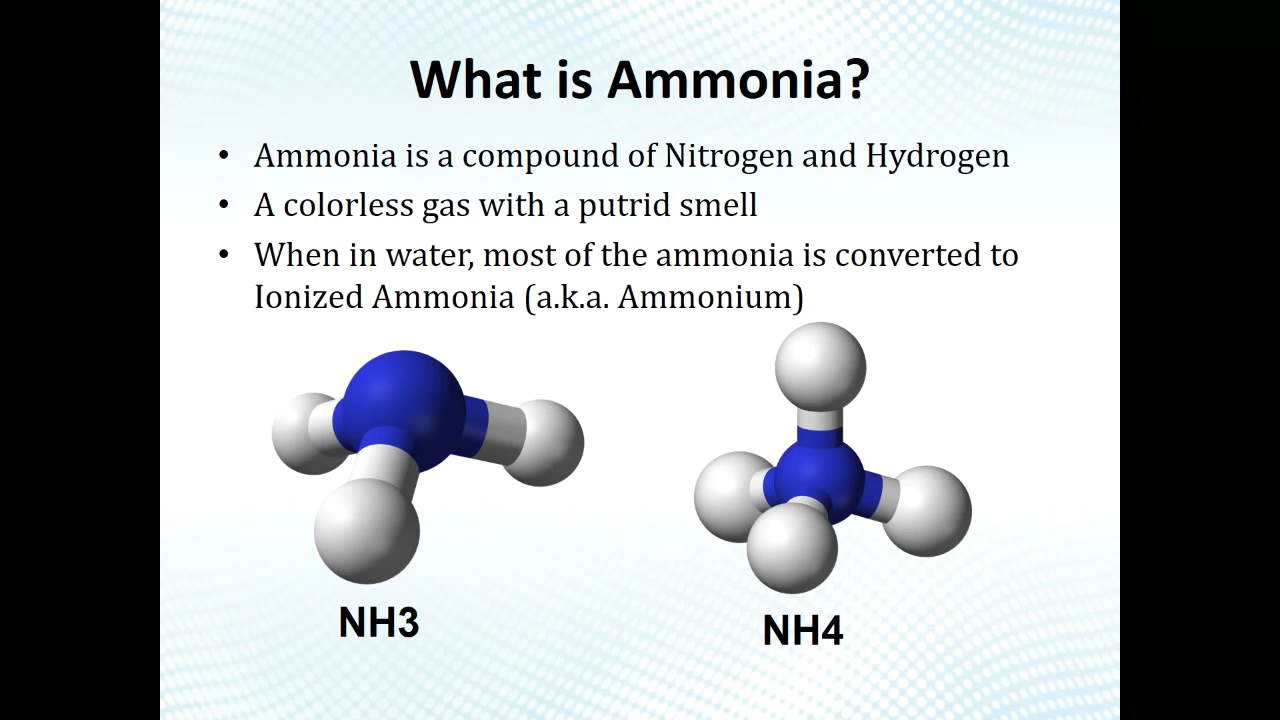 What is Ammonia?
• Ammonia is a compound of Nitrogen and Hydrogen
• A colorless gas with a putrid smell
• When in water, most of the ammonia is converted to
Ionized Ammonia (a.k.a. Ammonium)
NH3
NH4